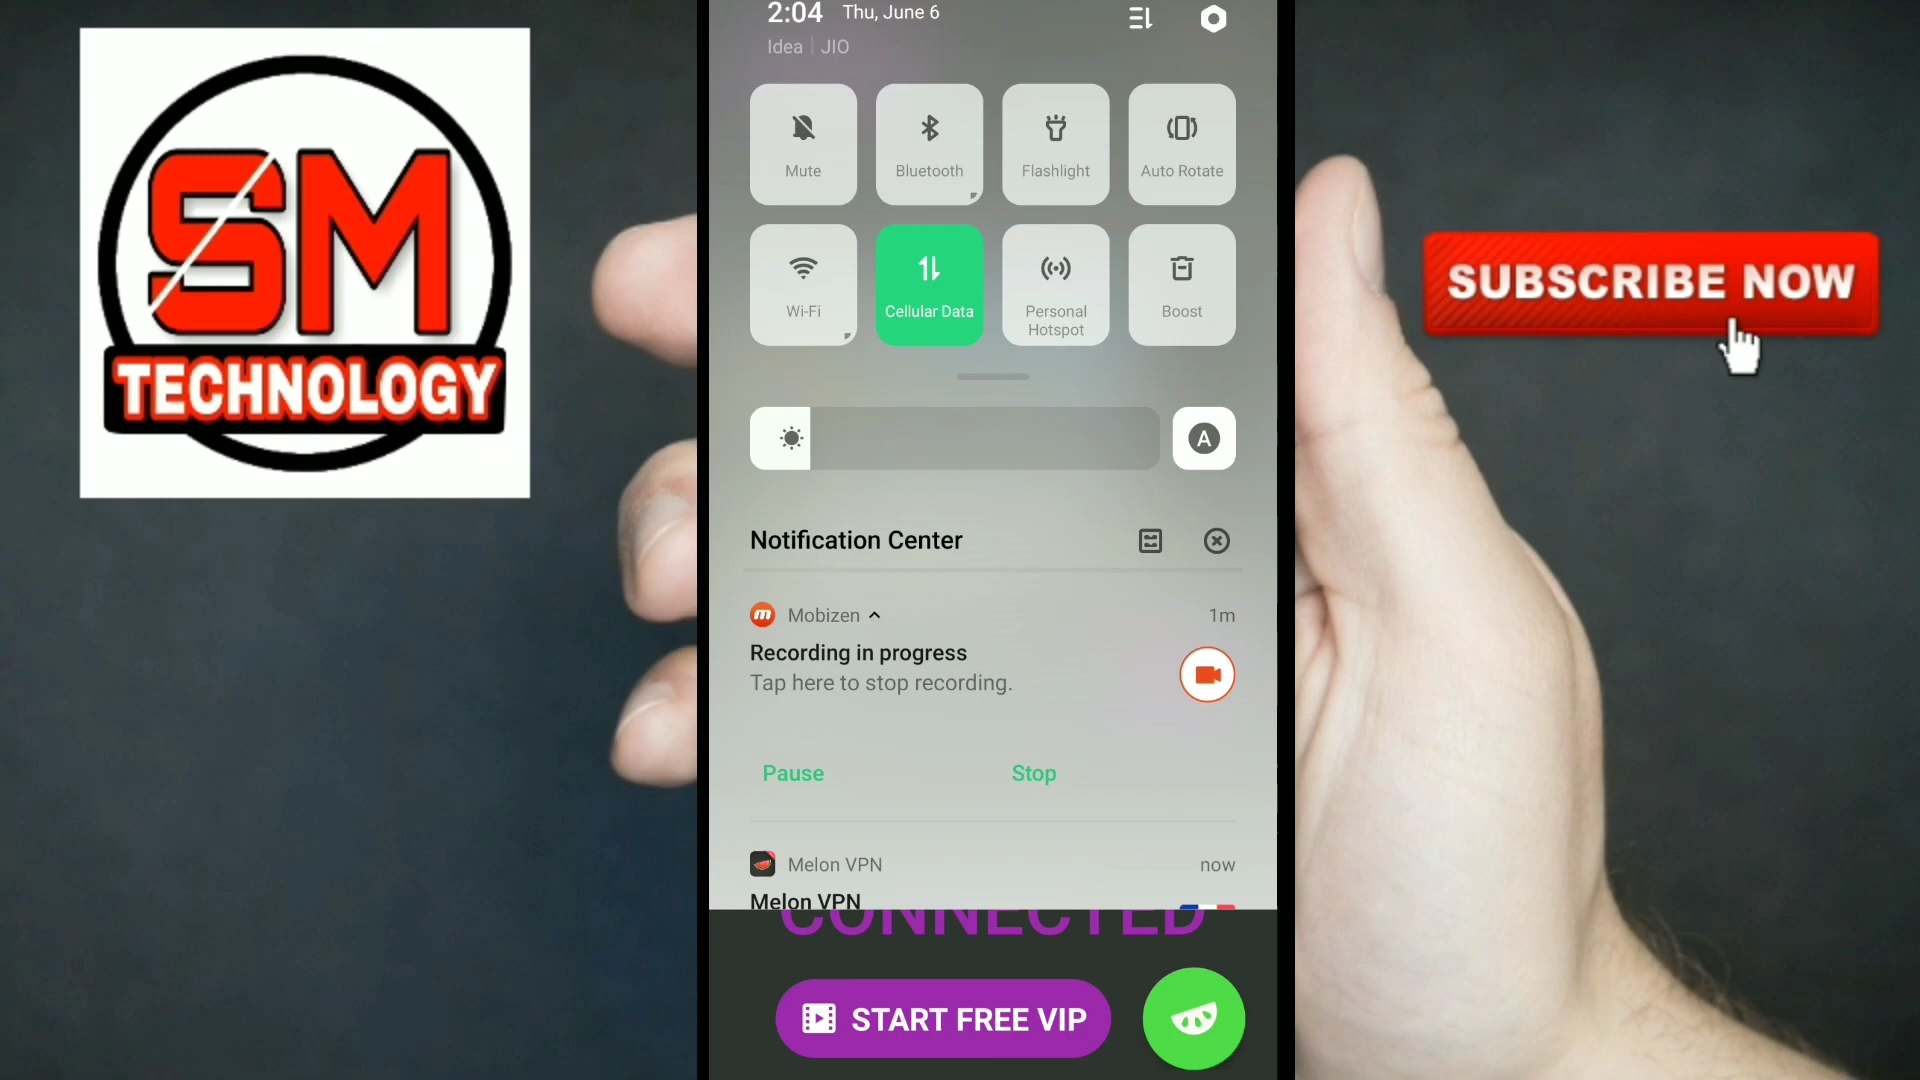 SM
TECHNOLOGY
2:04 Thu, June 6
Idea | JIO
Mute
Bluetooth
Flashlight
Auto Rotate
Wi-Fi
Cellular Data
Personal
Hotspot
Boost
A
SUBSCRIBE NOW
Notification Center
m Mobizen 1m
Recording in progress
Tap here to stop recording.
Pause Stop
Melon VPN now
Melon VPN
CONNECTED
START FREE VIP